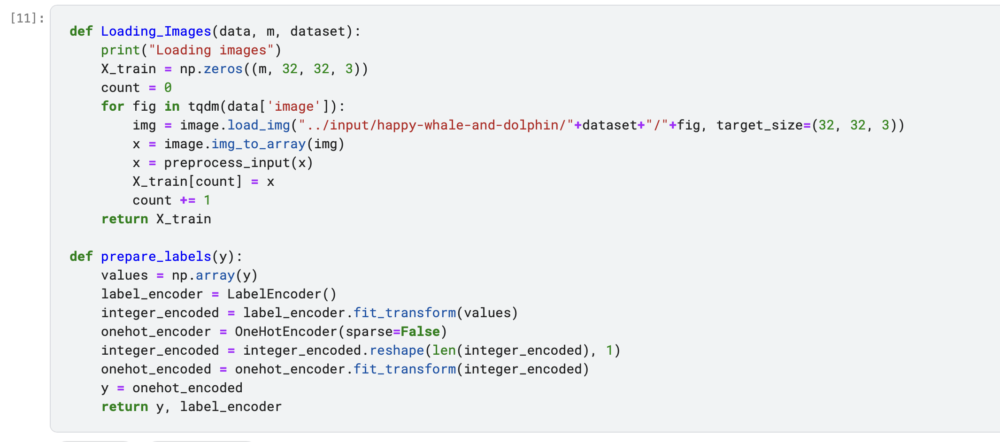 [11]:
def Loading_Images(data, m, dataset):
    print("Loading images")
    X_train = np.zeros((m, 32, 32, 3))
    count = 0
    for fig in tqdm(data['image']):
        img = image.load_img("../input/happy-whale-and-dolphin/"+dataset+"/"+fig, target_size=(32, 32, 3))
        x = image.img_to_array(img)
        x = preprocess_input(x)
        X_train[count] = x
        count += 1
    return X_train

def prepare_labels(y):
    values = np.array(y)
    label_encoder = LabelEncoder()
    integer_encoded = label_encoder.fit_transform(values)
    onehot_encoder = OneHotEncoder(sparse=False)
    integer_encoded = integer_encoded.reshape(len(integer_encoded), 1)
    onehot_encoded = onehot_encoder.fit_transform(integer_encoded)
    y = onehot_encoded
    return y, label_encoder